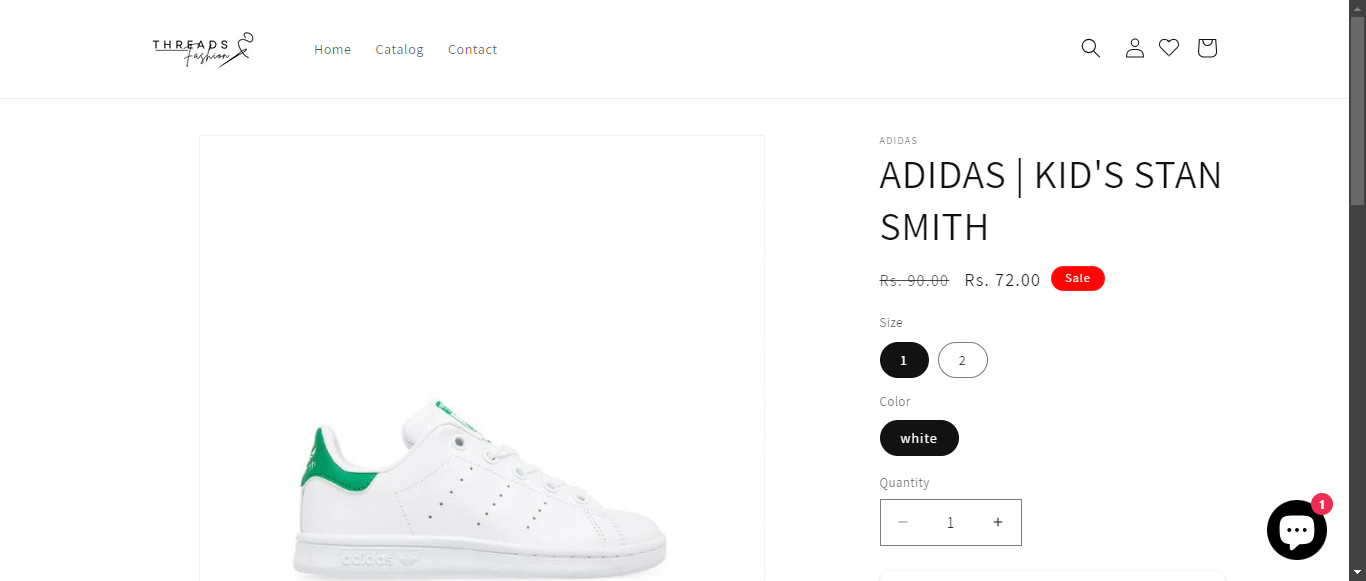 THREADS
Fashion
Home
Catalog
Contact
ADIDAS
ADIDAS | KID'S STAN
SMITH
Rs. 90.00
Rs. 72.00
Sale
Size
1
2
Color
white
Quantity
− 1 +
1
adidas